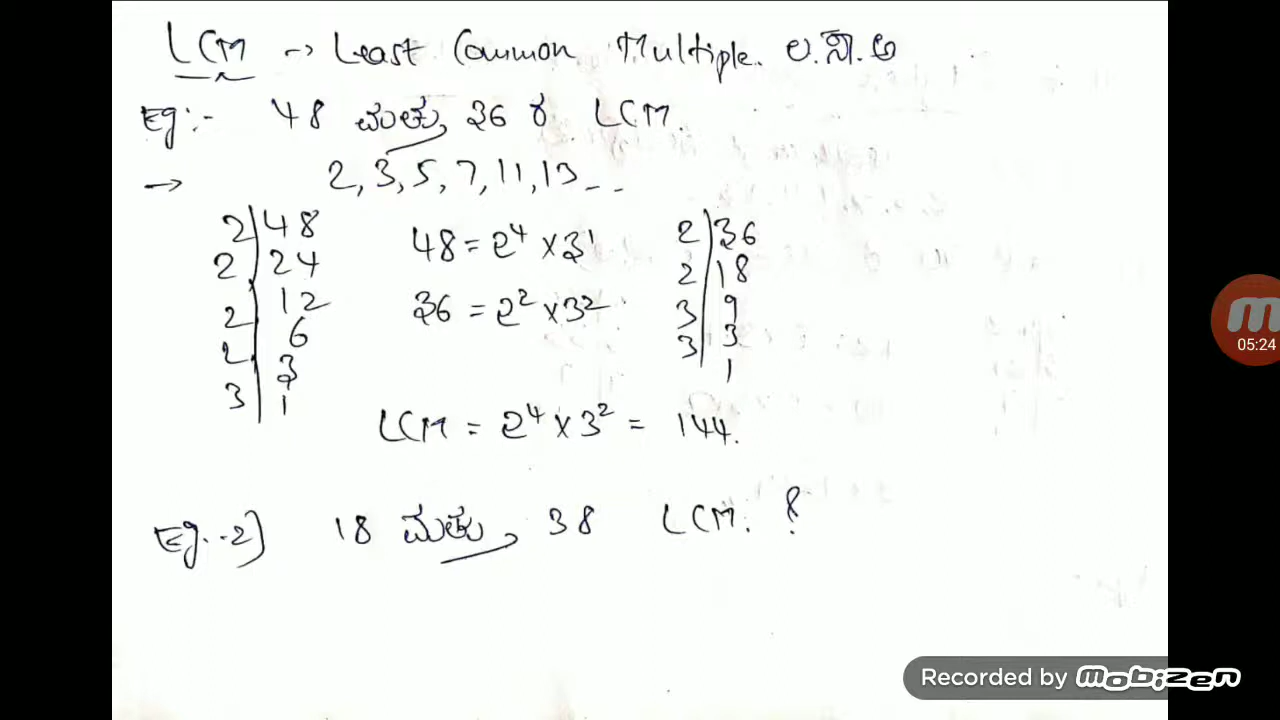 LCM → Least Common Multiple. ಲ.ಸಾ.ಅ
Eg:- 48 ಮತ್ತು 36 ರ LCM.
→ 2, 3, 5, 7, 11, 13 - -
2 | 48
2 | 24
2 | 12
2 | 6
3 | 3
1
48 = 2⁴ × 3¹
36 = 2² × 3²
2 | 36
2 | 18
3 | 9
3 | 3
1
LCM = 2⁴ × 3² = 144.
Eg.-2) 18 ಮತ್ತು 38 LCM. ?
05:24
Recorded by mobizen